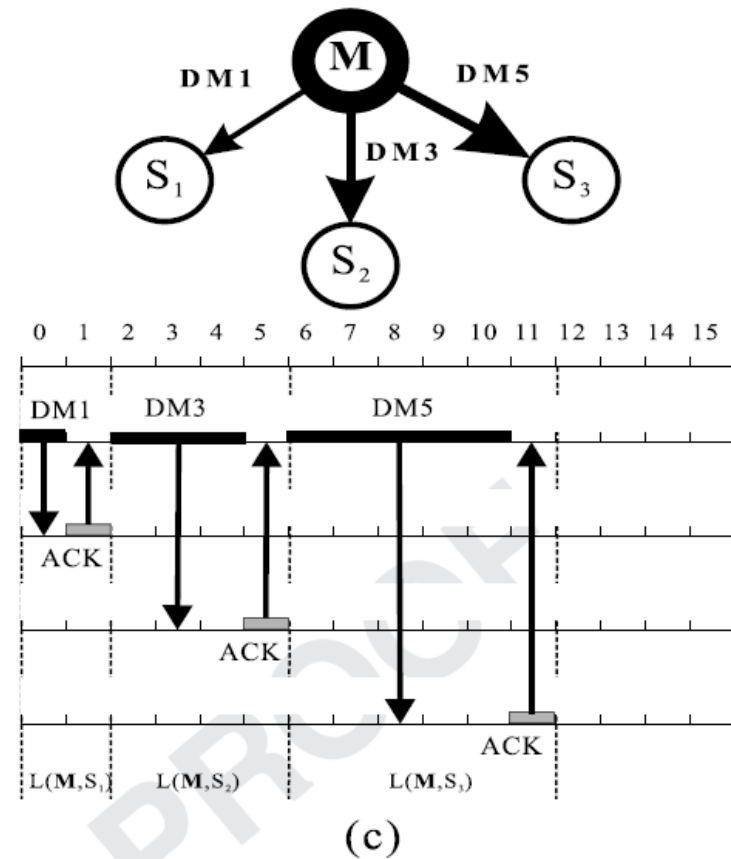 M
DM1
DM5
DM3
S1
S3
S2
0 1 2 3 4 5 6 7 8 9 10 11 12 13 14 15
DM1 DM3 DM5
ACK
ACK
ACK
L(M,S1) L(M,S2) L(M,S3)
PROOF
(c)